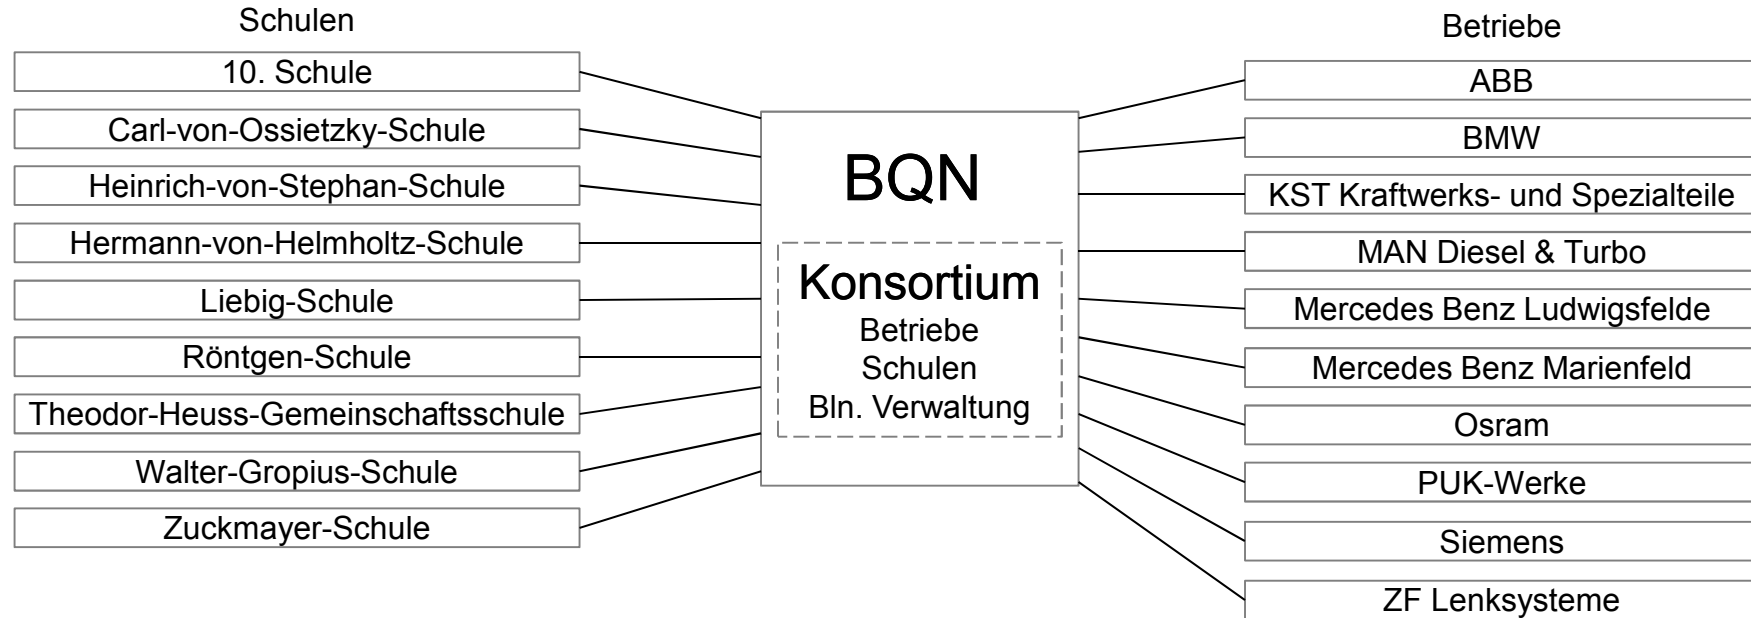 Schulen
10. Schule
Carl-von-Ossietzky-Schule
Heinrich-von-Stephan-Schule
Hermann-von-Helmholtz-Schule
Liebig-Schule
Röntgen-Schule
Theodor-Heuss-Gemeinschaftsschule
Walter-Gropius-Schule
Zuckmayer-Schule
BQN
Konsortium
Betriebe
Schulen
Bln. Verwaltung
Betriebe
ABB
BMW
KST Kraftwerks- und Spezialteile
MAN Diesel & Turbo
Mercedes Benz Ludwigsfelde
Mercedes Benz Marienfeld
Osram
PUK-Werke
Siemens
ZF Lenksysteme